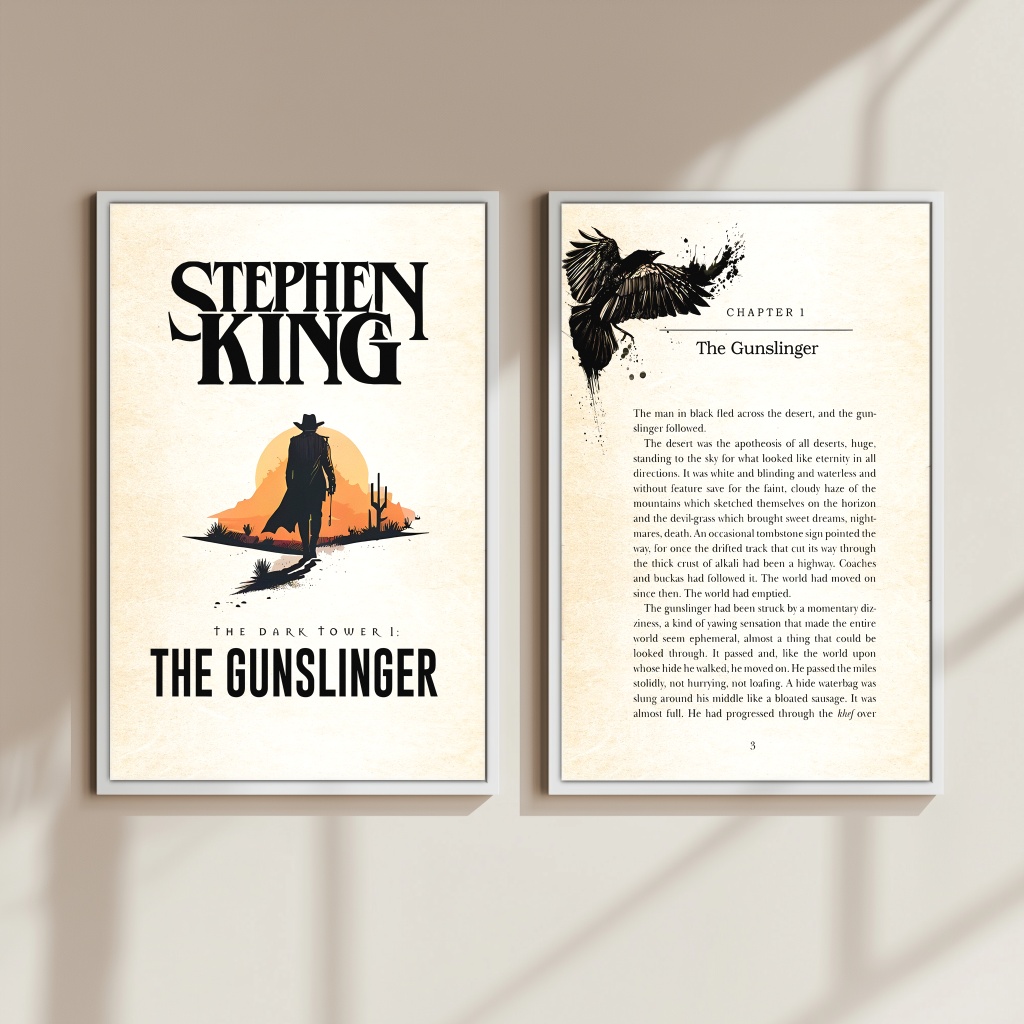 STEPHEN
KING
THE DARK TOWER 1:
THE GUNSLINGER
CHAPTER 1
The Gunslinger
The man in black fled across the desert, and the gun-
slinger followed.
The desert was the apotheosis of all deserts, huge,
standing to the sky for what looked like eternity in all
directions. It was white and blinding and waterless and
without feature save for the faint, cloudy haze of the
mountains which sketched themselves on the horizon
and the devil-grass which brought sweet dreams, night-
mares, death. An occasional tombstone sign pointed the
way, for once the drifted track that cut its way through
the thick crust of alkali had been a highway. Coaches
and buckas had followed it. The world had moved on
since then. The world had emptied.
The gunslinger had been struck by a momentary diz-
ziness, a kind of yawing sensation that made the entire
world seem ephemeral, almost a thing that could be
looked through. It passed and, like the world upon
whose hide he walked, he moved on. He passed the miles
stolidly, not hurrying, not loafing. A hide waterbag was
slung around his middle like a bloated sausage. It was
almost full. He had progressed through the khef over
3